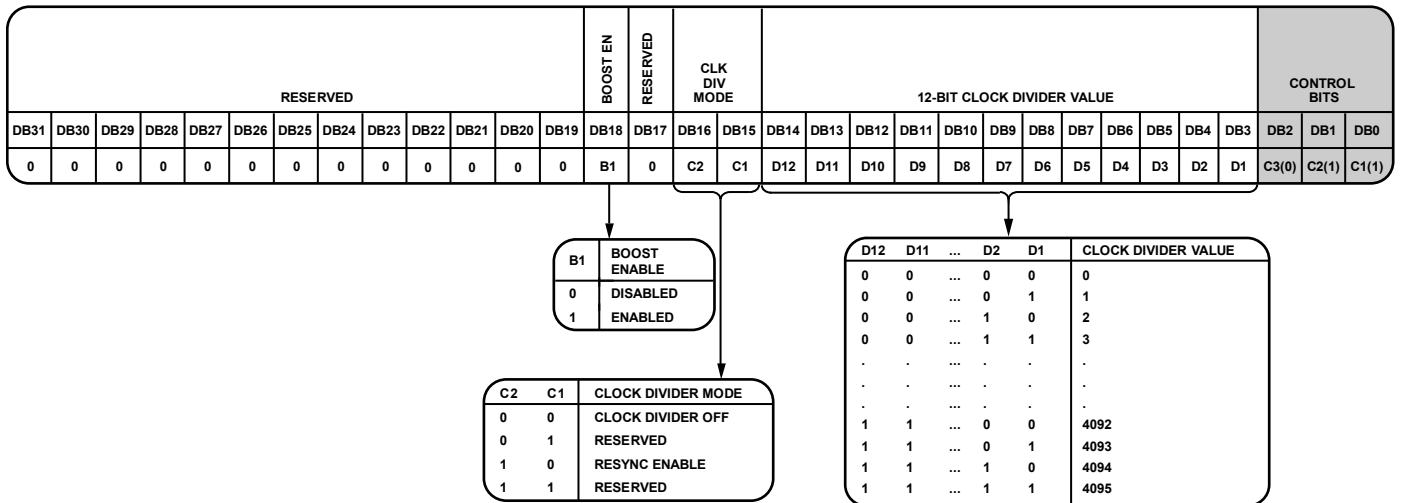 RESERVED
BOOST EN
RESERVED
CLK
DIV
MODE
12-BIT CLOCK DIVIDER VALUE
CONTROL
BITS
DB31 DB30 DB29 DB28 DB27 DB26 DB25 DB24 DB23 DB22 DB21 DB20 DB19 DB18 DB17 DB16 DB15 DB14 DB13 DB12 DB11 DB10 DB9 DB8 DB7 DB6 DB5 DB4 DB3 DB2 DB1 DB0
0 0 0 0 0 0 0 0 0 0 0 0 0 B1 0 C2 C1 D12 D11 D10 D9 D8 D7 D6 D5 D4 D3 D2 D1 C3(0) C2(1) C1(1)
B1 BOOST
ENABLE
0 DISABLED
1 ENABLED
C2 C1 CLOCK DIVIDER MODE
0 0 CLOCK DIVIDER OFF
0 1 RESERVED
1 0 RESYNC ENABLE
1 1 RESERVED
D12 D11 ... D2 D1 CLOCK DIVIDER VALUE
0 0 ... 0 0 0
0 0 ... 0 1 1
0 0 ... 1 0 2
0 0 ... 1 1 3
. . ... . . .
. . ... . . .
. . ... . . .
1 1 ... 0 0 4092
1 1 ... 0 1 4093
1 1 ... 1 0 4094
1 1 ... 1 1 4095